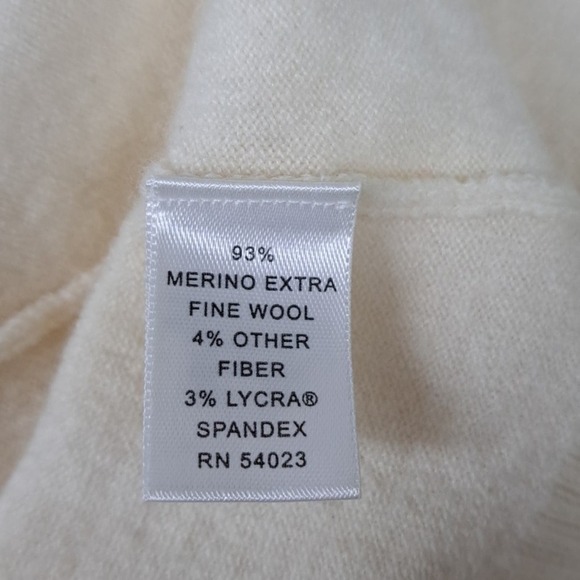 93%
MERINO EXTRA
FINE WOOL
4% OTHER
FIBER
3% LYCRA®
SPANDEX
RN 54023